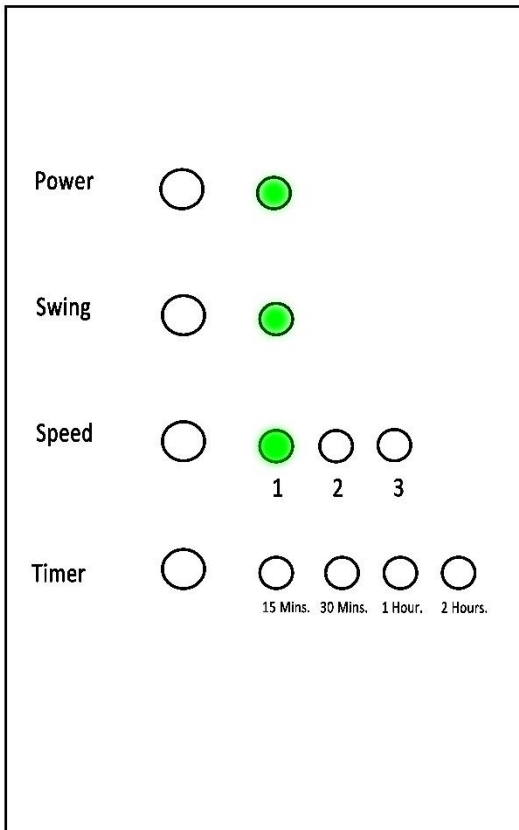 Power
Swing
Speed
1 2 3
Timer
15 Mins. 30 Mins. 1 Hour. 2 Hours.